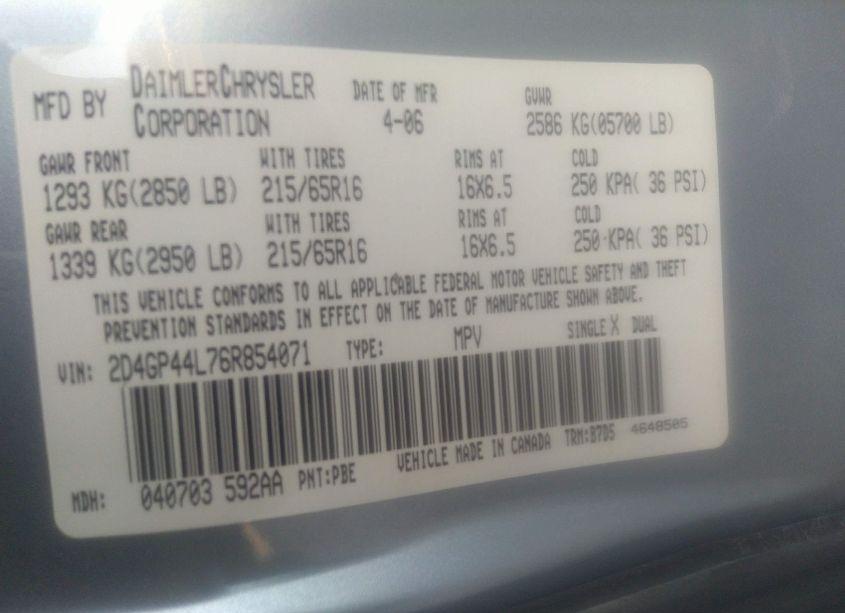 MFD BY DAIMLERCHRYSLER CORPORATION DATE OF MFR 4-06 GVWR 2586 KG(05700 LB)
GAWR FRONT WITH TIRES RIMS AT COLD
1293 KG(2850 LB) 215/65R16 16X6.5 250 KPA( 36 PSI)
GAWR REAR WITH TIRES RIMS AT COLD
1339 KG(2950 LB) 215/65R16 16X6.5 250 KPA( 36 PSI)
THIS VEHICLE CONFORMS TO ALL APPLICABLE FEDERAL MOTOR VEHICLE SAFETY AND THEFT
PREVENTION STANDARDS IN EFFECT ON THE DATE OF MANUFACTURE SHOWN ABOVE.
VIN: 2D4GP44L76R854071 TYPE: MPV SINGLE X DUAL
MDH: 040703 592AA PNT:PBE VEHICLE MADE IN CANADA TRM:B7D5 4648505